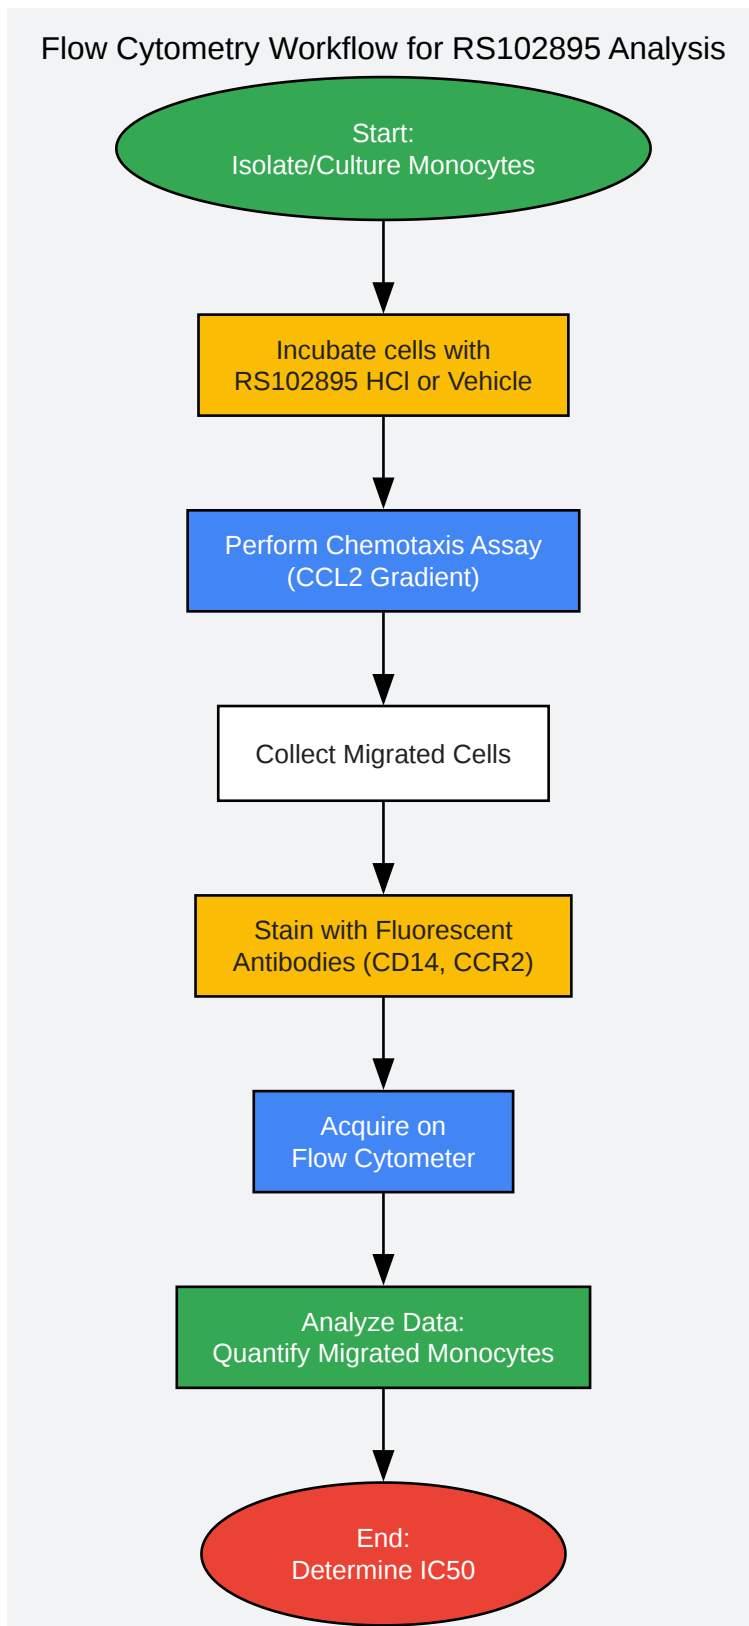 Flow Cytometry Workflow for RS102895 Analysis
Start:
Isolate/Culture Monocytes
Incubate cells with
RS102895 HCl or Vehicle
Perform Chemotaxis Assay
(CCL2 Gradient)
Collect Migrated Cells
Stain with Fluorescent
Antibodies (CD14, CCR2)
Acquire on
Flow Cytometer
Analyze Data:
Quantify Migrated Monocytes
End:
Determine IC50